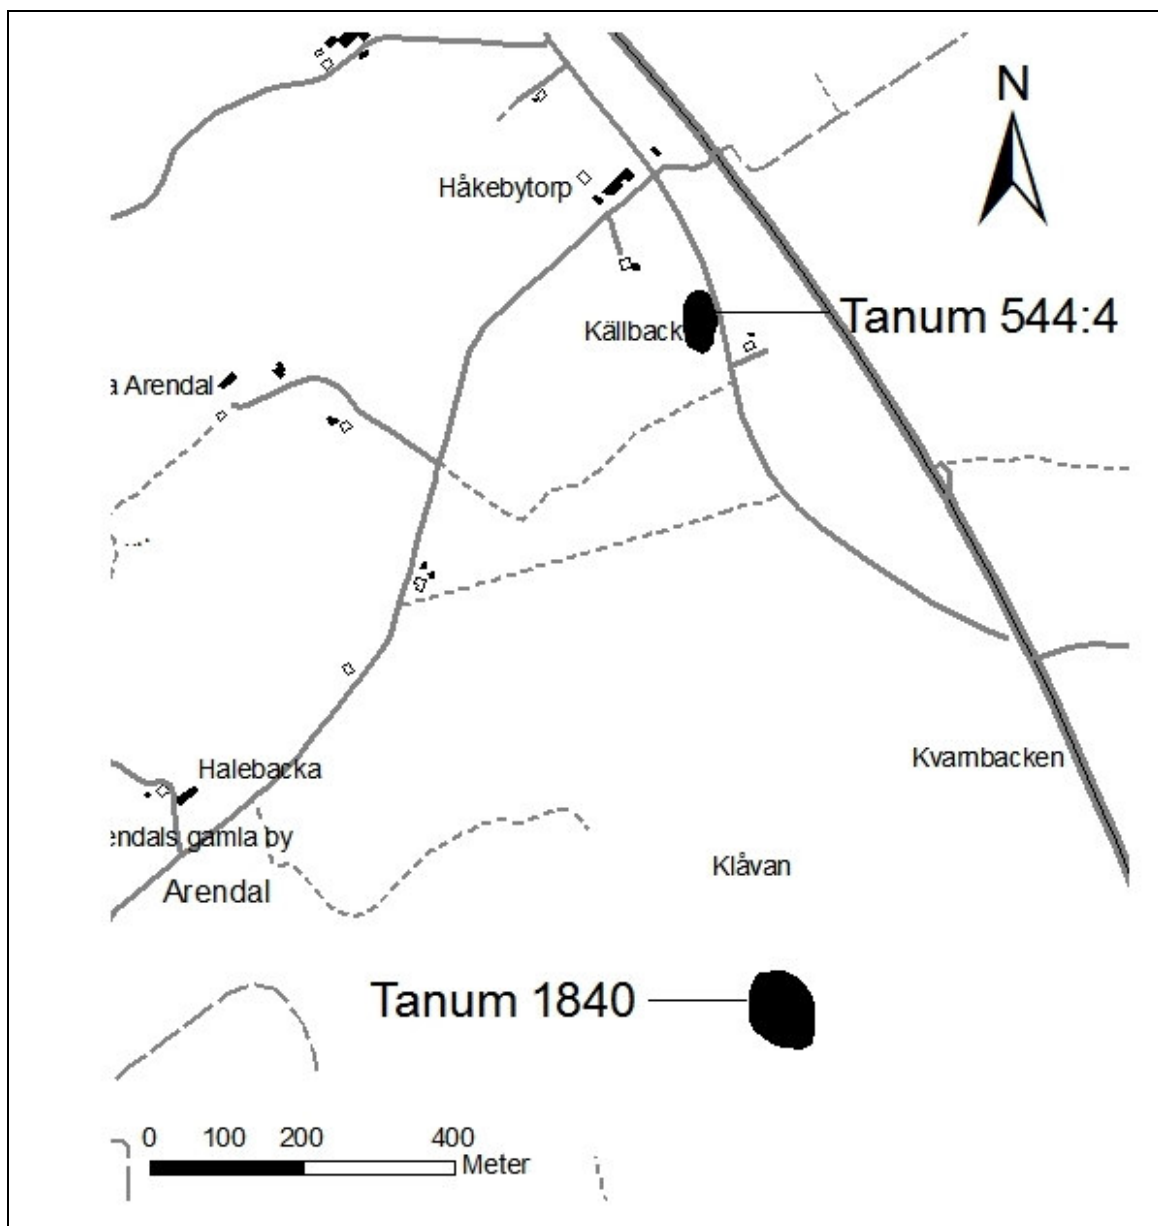 N
Håkebytorp
Tanum 544:4
Källback
a Arendal
Kvarnbacken
Halebacka
endals gamla by
Klåvan
Arendal
Tanum 1840
0 100 200 400
Meter